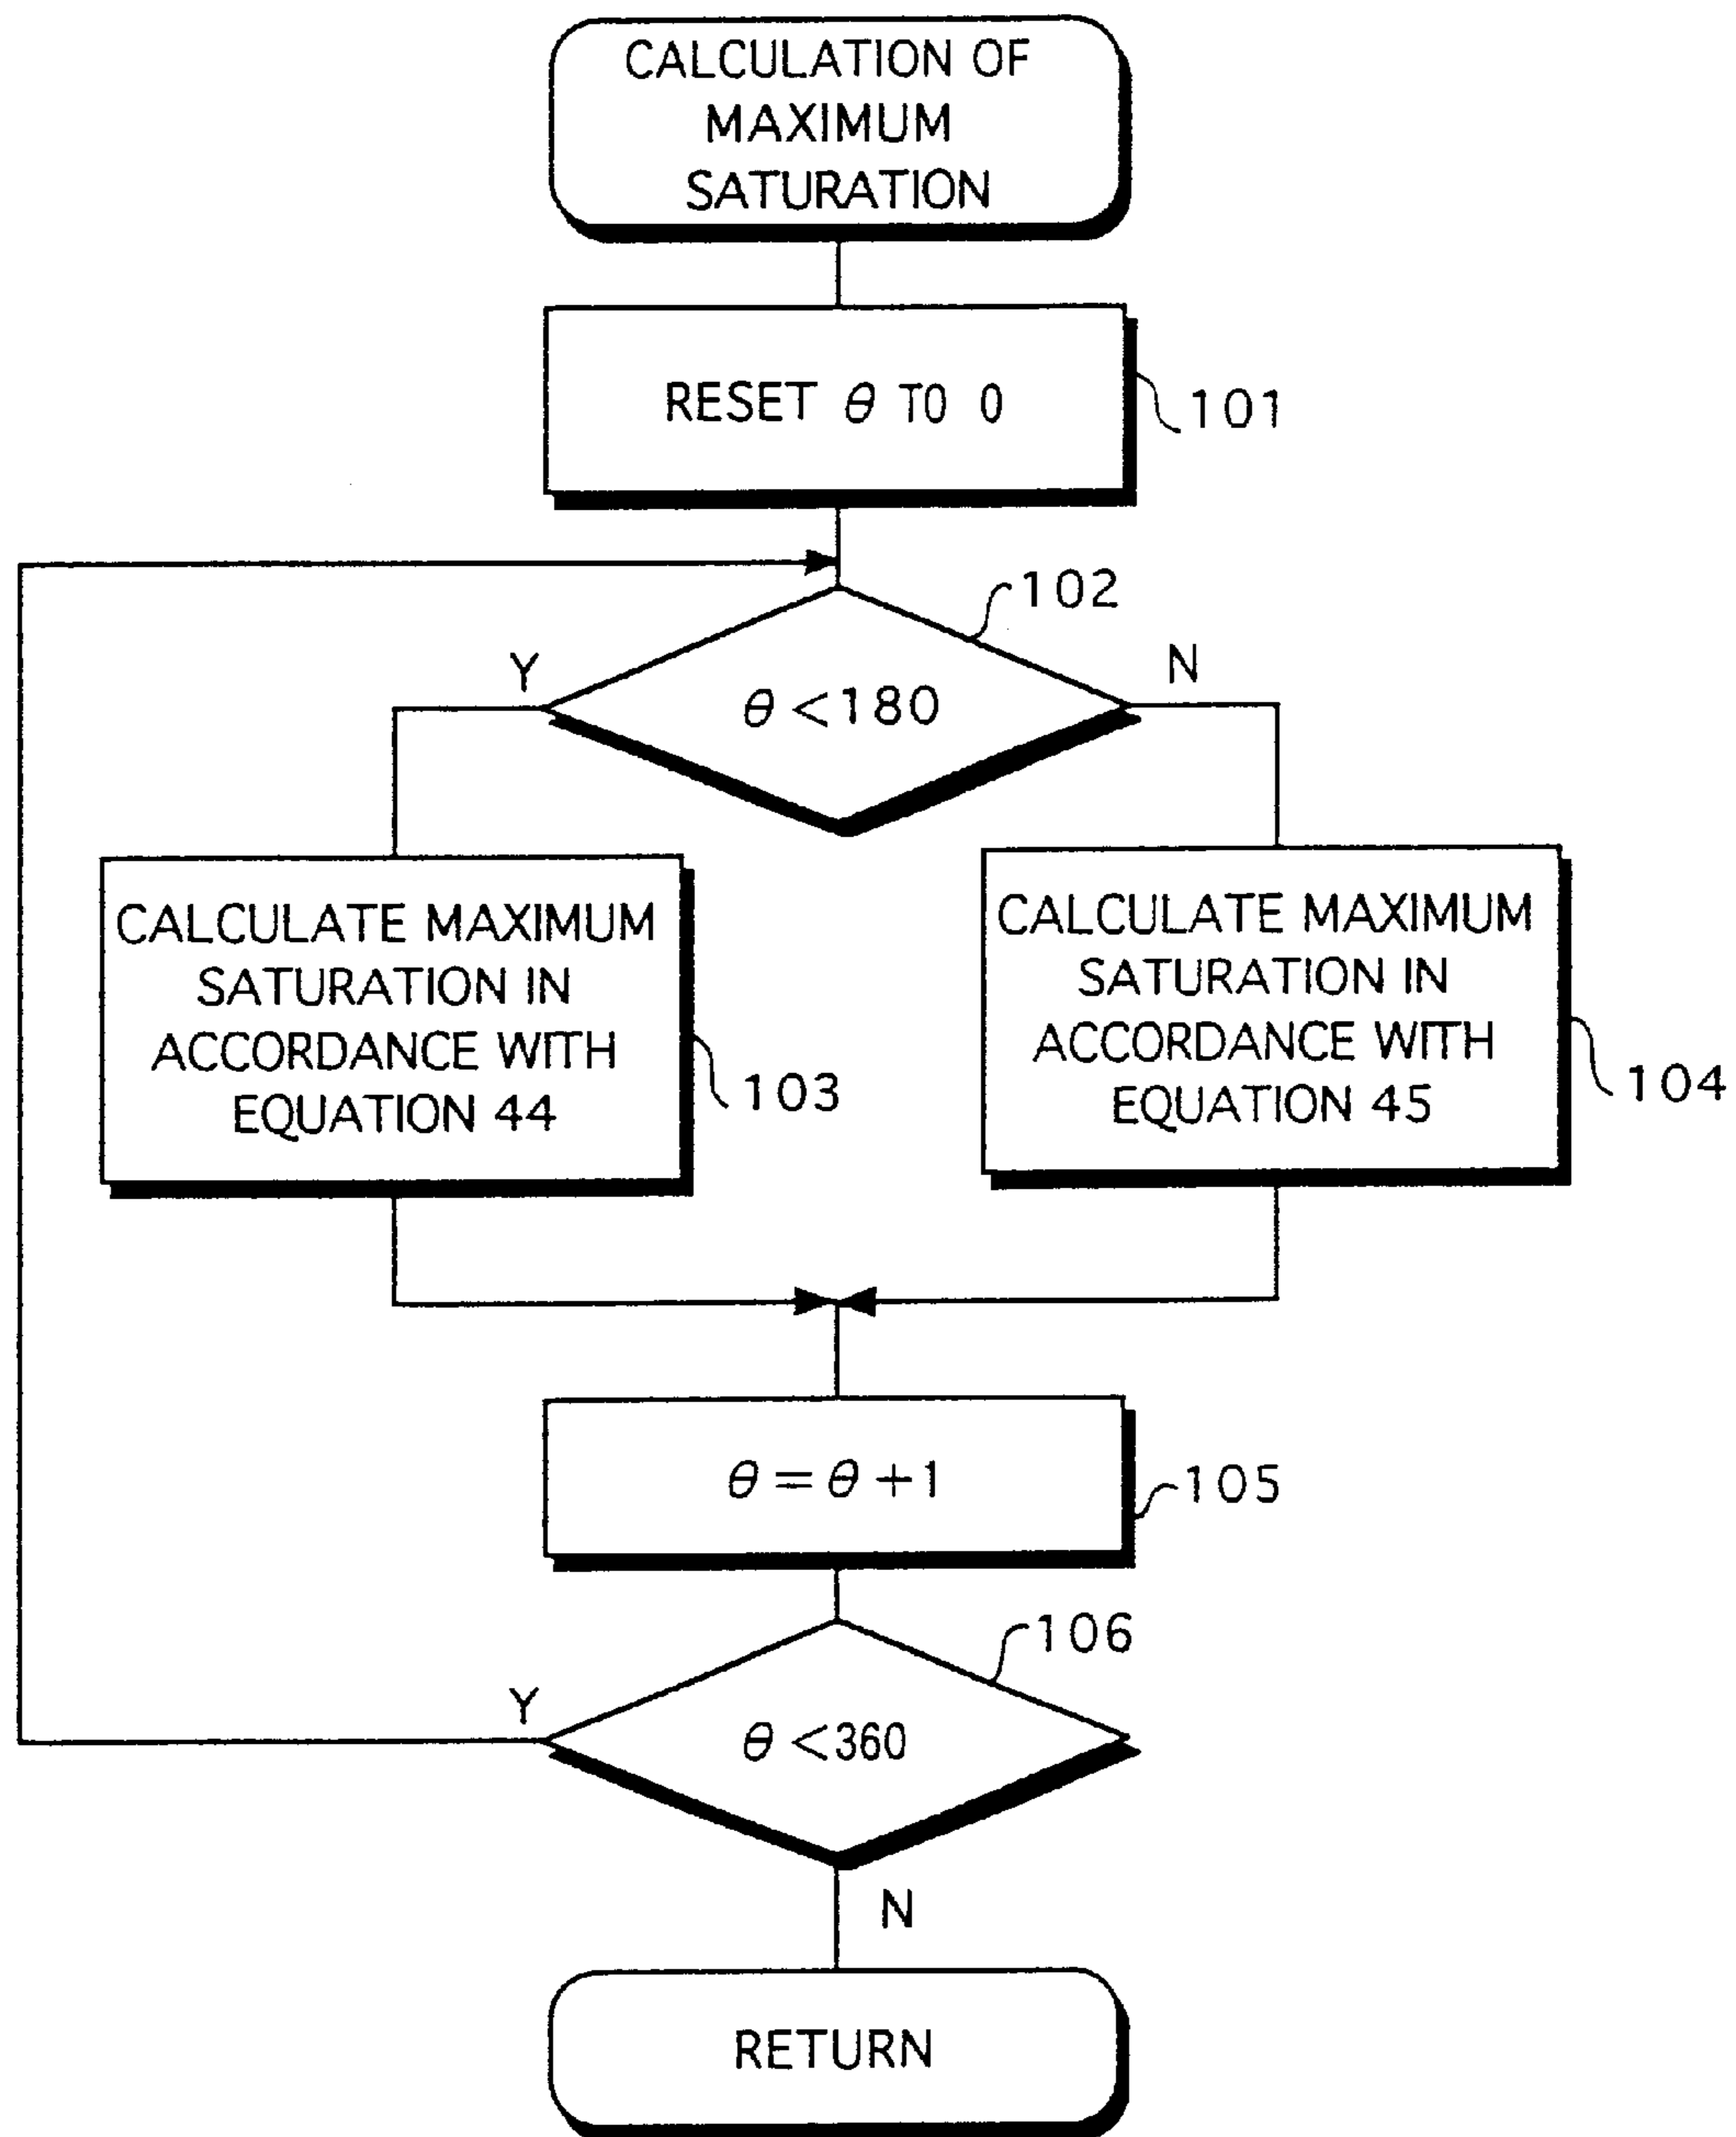 CALCULATION OF
MAXIMUM
SATURATION
RESET θ TO 0
101
102
Y
N
θ <180
CALCULATE MAXIMUM
SATURATION IN
ACCORDANCE WITH
EQUATION 44
103
CALCULATE MAXIMUM
SATURATION IN
ACCORDANCE WITH
EQUATION 45
104
θ = θ +1
105
106
Y
θ <360
N
RETURN